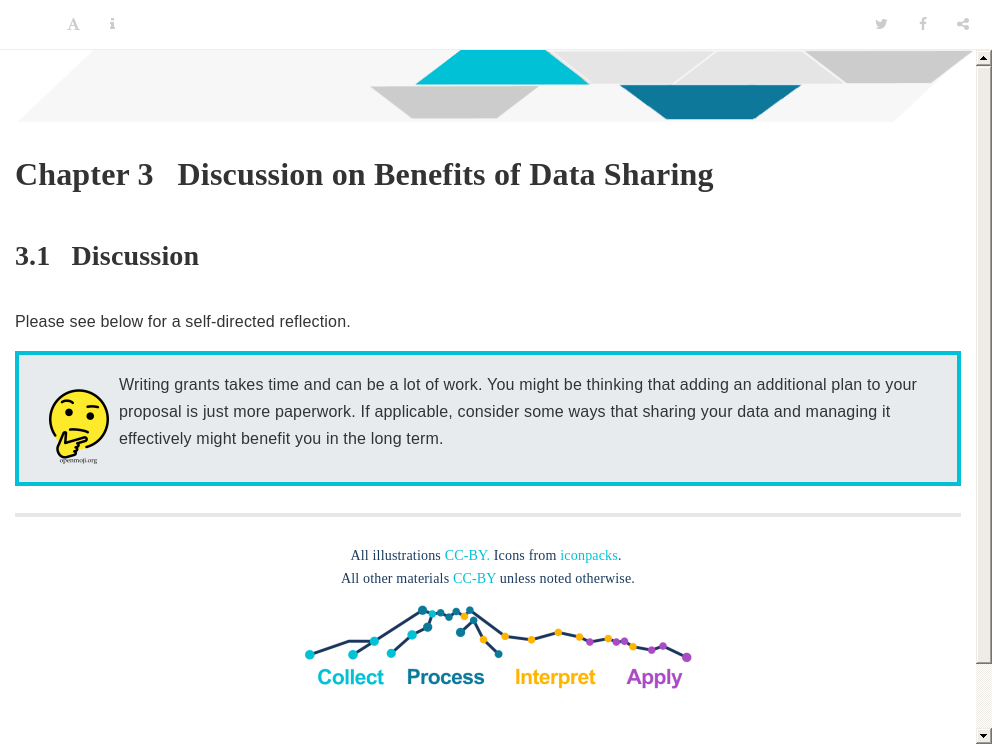 Chapter 3 Discussion on Benefits of Data Sharing
3.1 Discussion
Please see below for a self-directed reflection.
Writing grants takes time and can be a lot of work. You might be thinking that adding an additional plan to your
proposal is just more paperwork. If applicable, consider some ways that sharing your data and managing it
effectively might benefit you in the long term.
openmoji.org
All illustrations CC-BY. Icons from iconpacks.
All other materials CC-BY unless noted otherwise.
Collect Process Interpret Apply